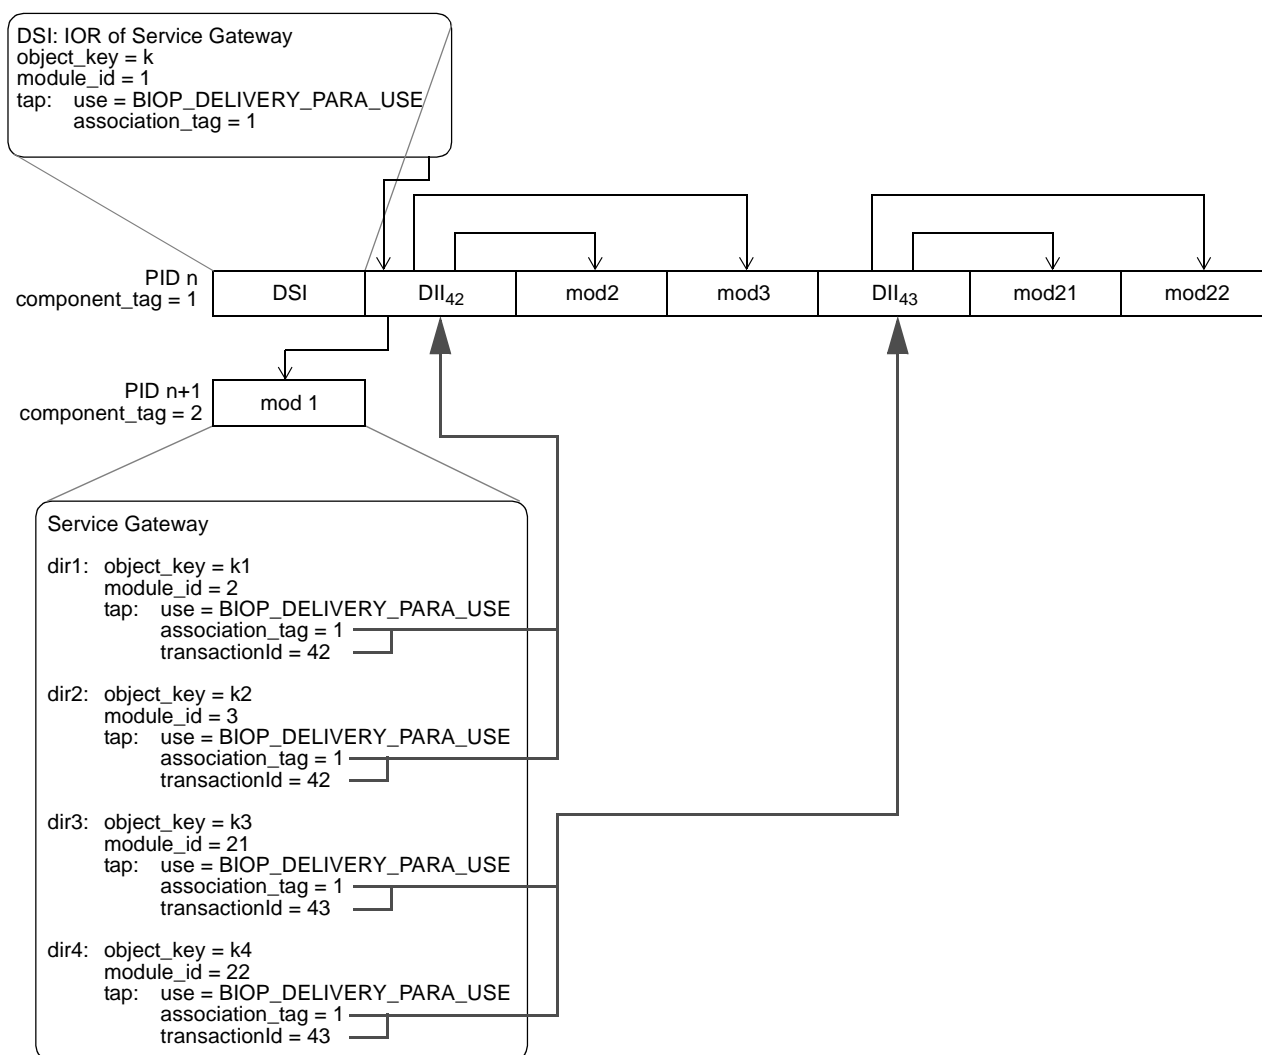 DSI: IOR of Service Gateway
object_key = k
module_id = 1
tap: use = BIOP_DELIVERY_PARA_USE
association_tag = 1
PID n
component_tag = 1
DSI DII42 mod2 mod3 DII43 mod21 mod22
PID n+1
component_tag = 2
mod 1
Service Gateway
dir1: object_key = k1
module_id = 2
tap: use = BIOP_DELIVERY_PARA_USE
association_tag = 1
transactionId = 42
dir2: object_key = k2
module_id = 3
tap: use = BIOP_DELIVERY_PARA_USE
association_tag = 1
transactionId = 42
dir3: object_key = k3
module_id = 21
tap: use = BIOP_DELIVERY_PARA_USE
association_tag = 1
transactionId = 43
dir4: object_key = k4
module_id = 22
tap: use = BIOP_DELIVERY_PARA_USE
association_tag = 1
transactionId = 43